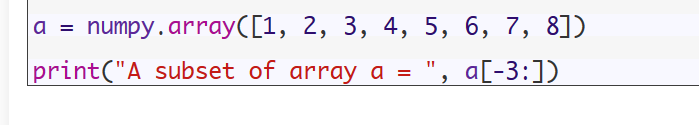 a = numpy.array([1, 2, 3, 4, 5, 6, 7, 8])
print("A subset of array a = ", a[-3:])